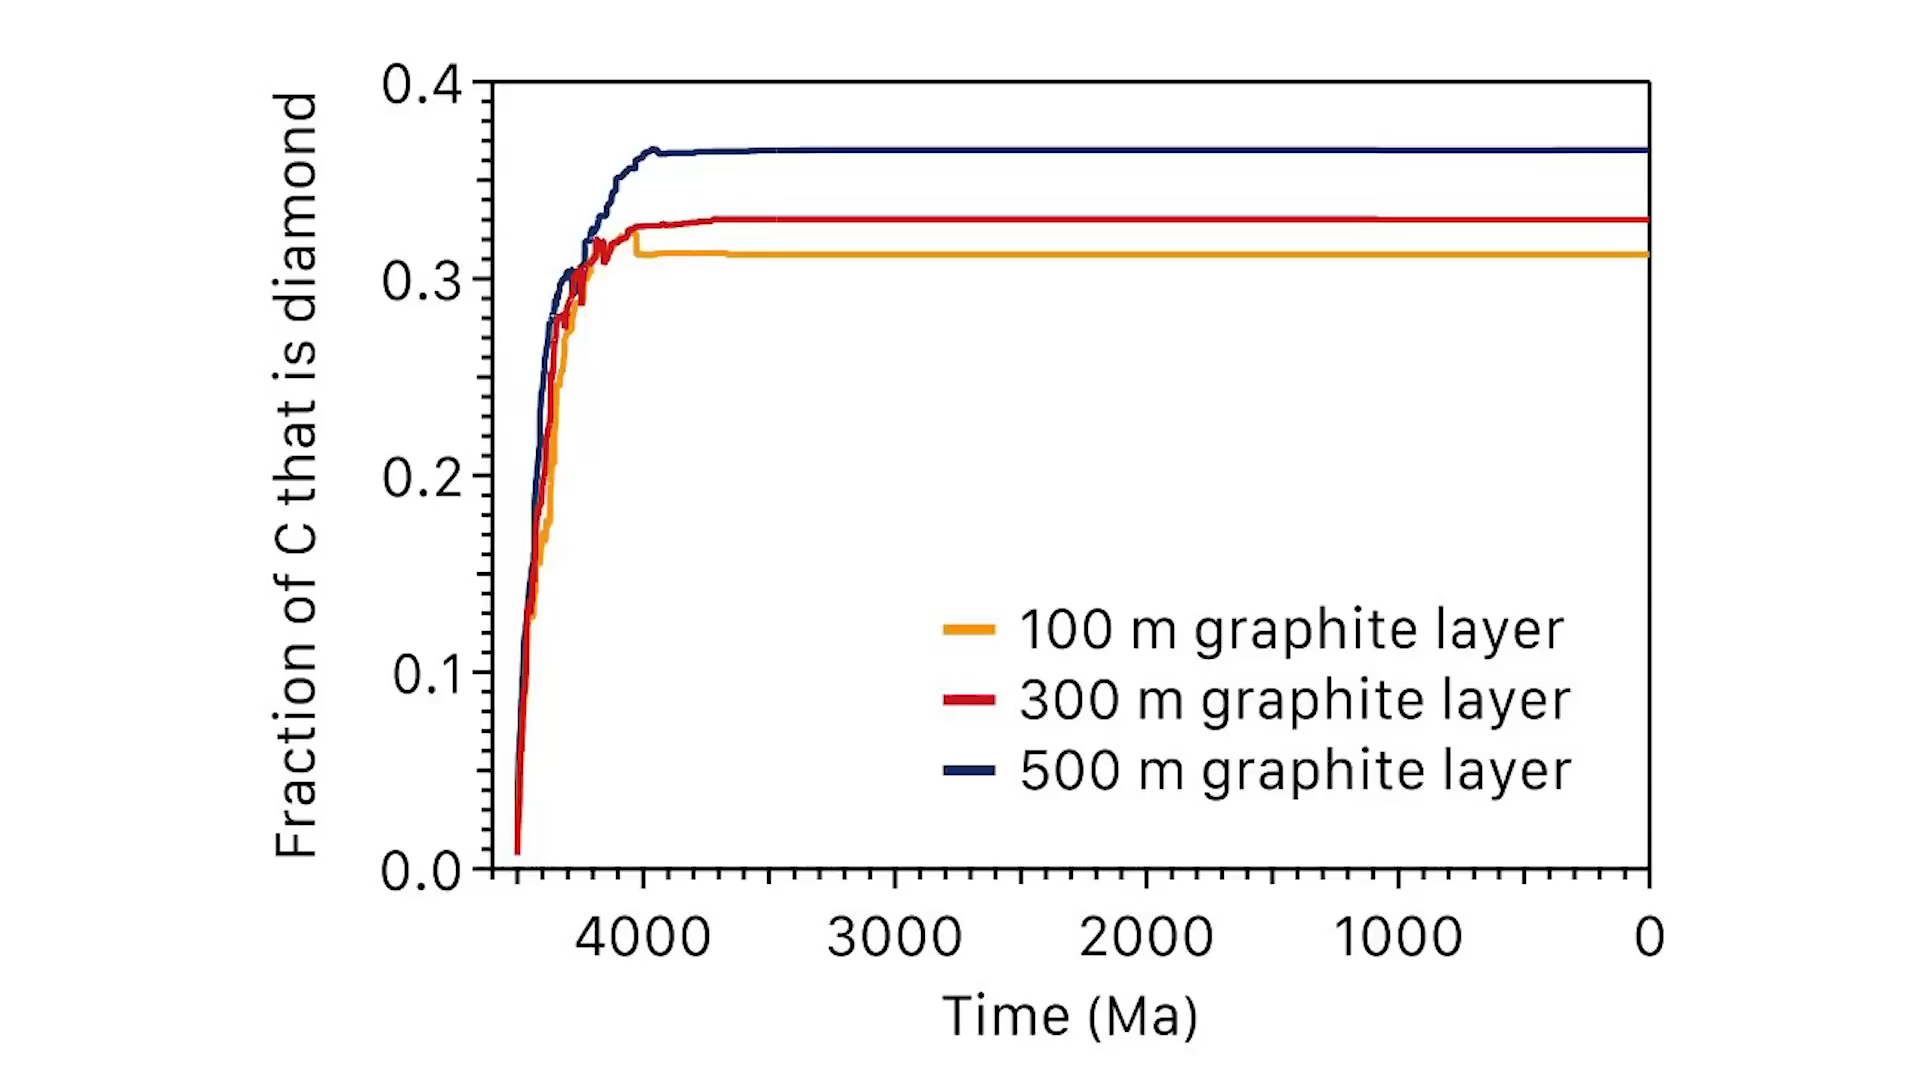 Fraction of C that is diamond
0.4
0.3
0.2
0.1
0.0
100 m graphite layer
300 m graphite layer
500 m graphite layer
4000 3000 2000 1000 0
Time (Ma)